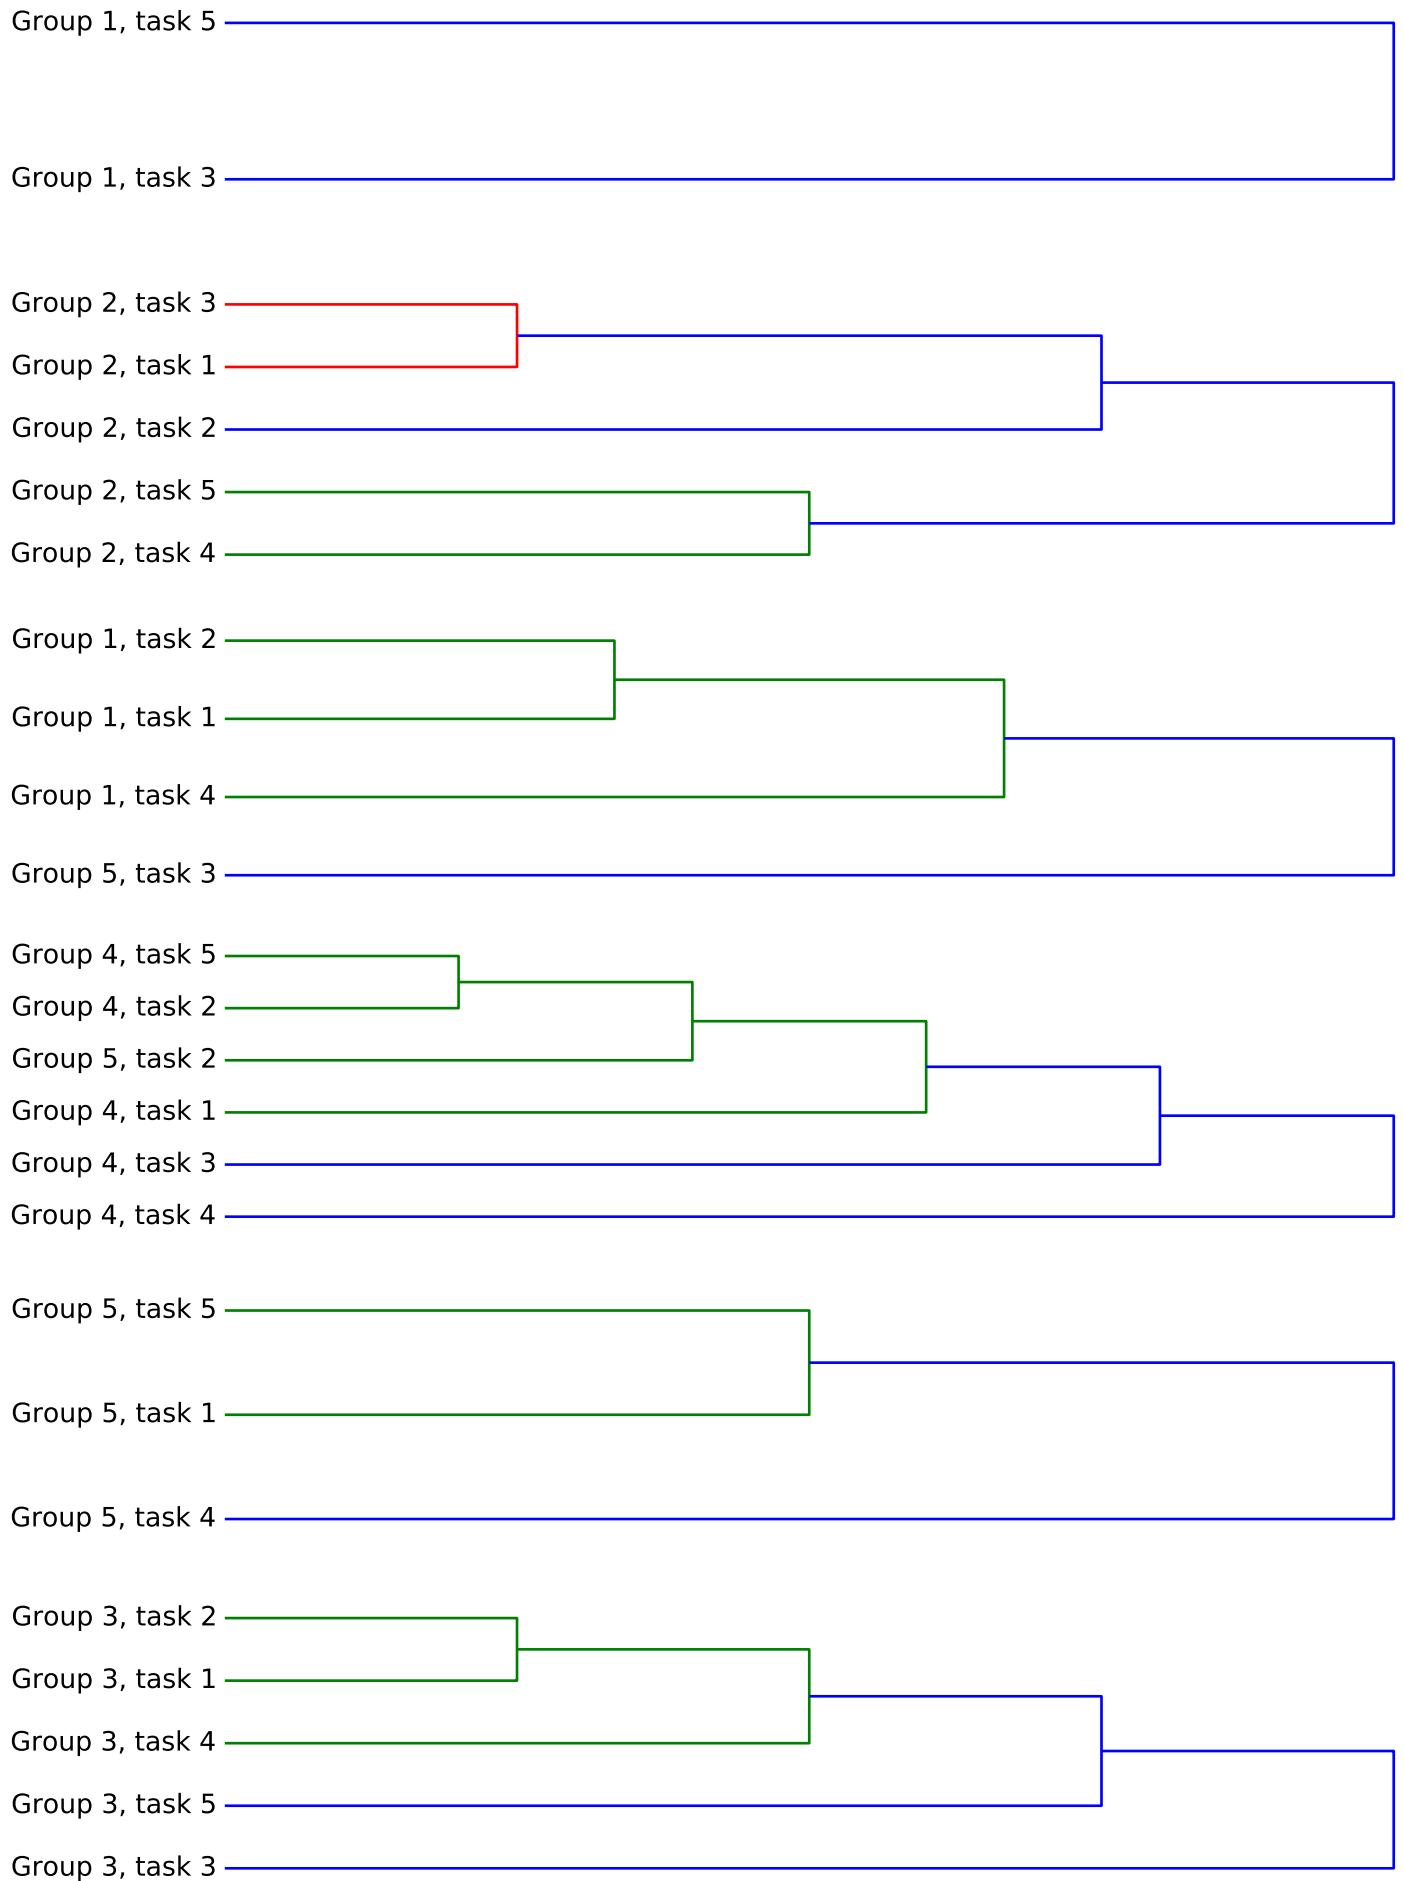 Group 1, task 5
Group 1, task 3
Group 2, task 3
Group 2, task 1
Group 2, task 2
Group 2, task 5
Group 2, task 4
Group 1, task 2
Group 1, task 1
Group 1, task 4
Group 5, task 3
Group 4, task 5
Group 4, task 2
Group 5, task 2
Group 4, task 1
Group 4, task 3
Group 4, task 4
Group 5, task 5
Group 5, task 1
Group 5, task 4
Group 3, task 2
Group 3, task 1
Group 3, task 4
Group 3, task 5
Group 3, task 3